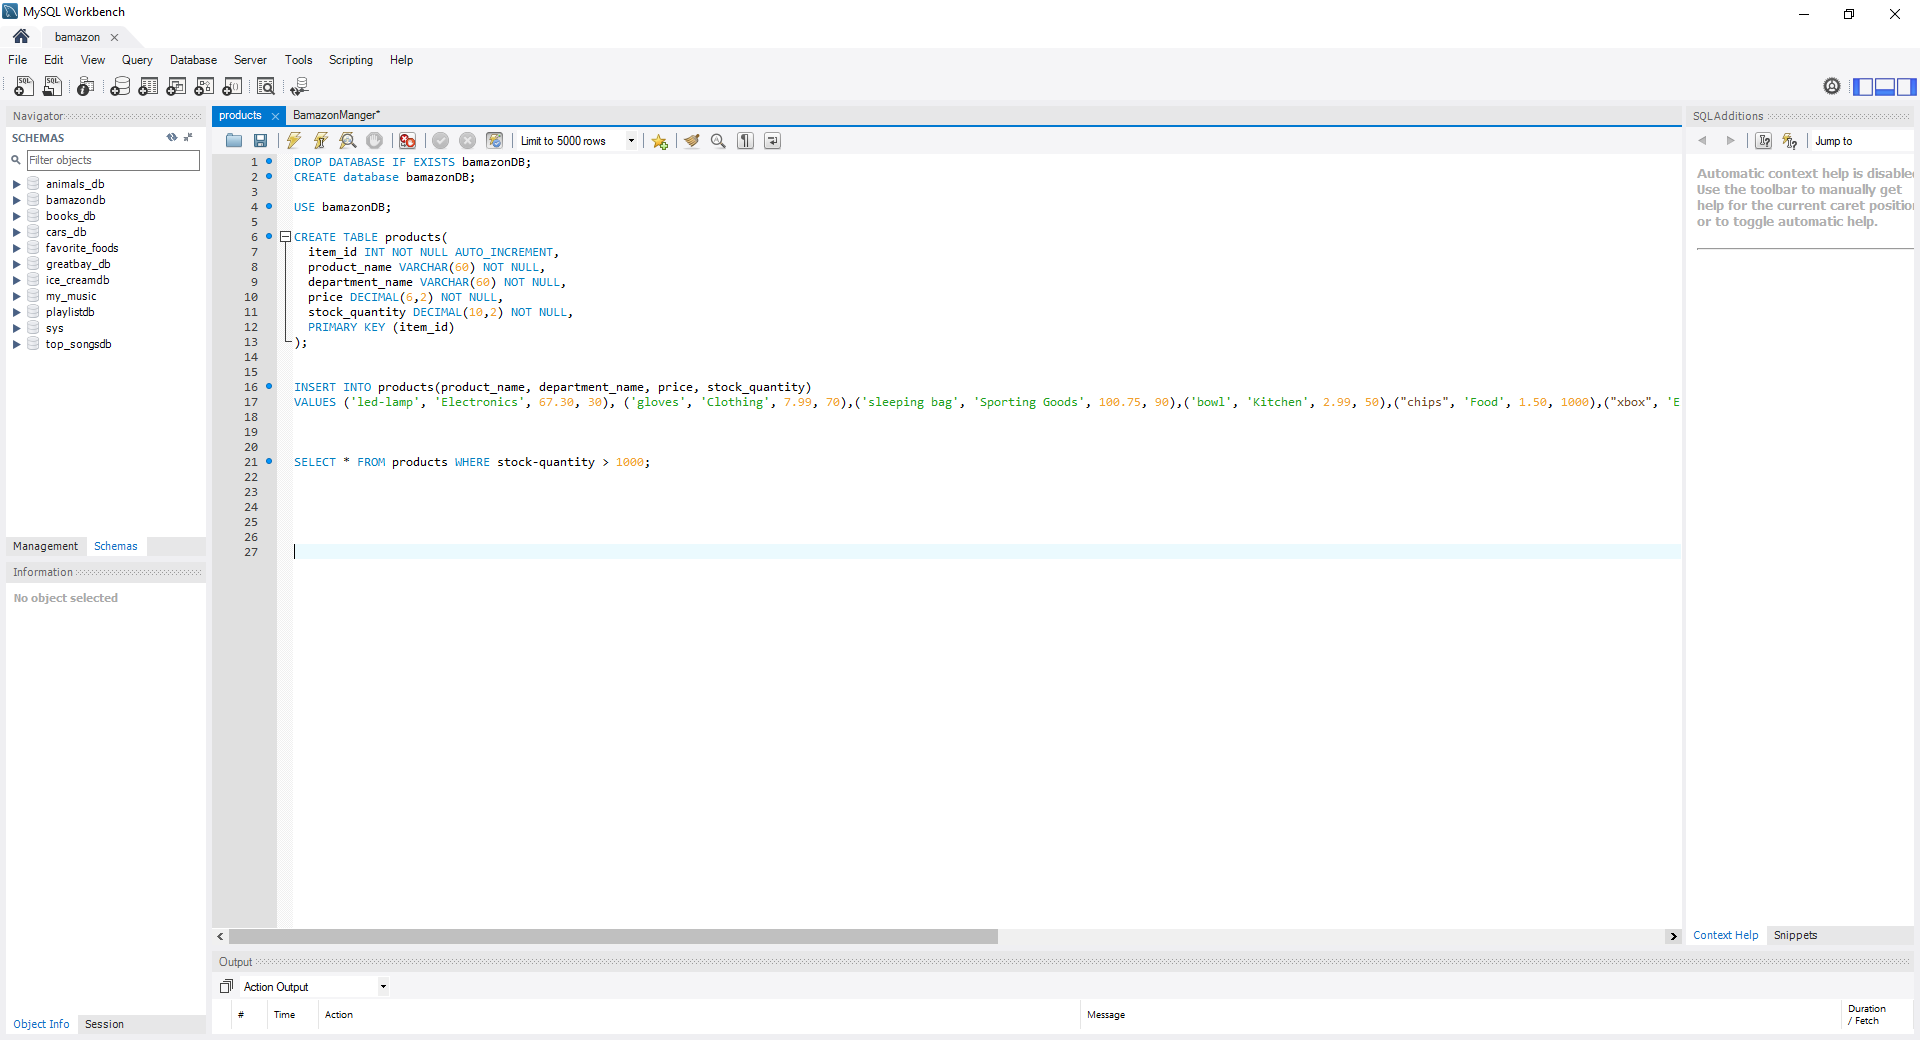 MySQL Workbench
bamazon
File Edit View Query Database Server Tools Scripting Help
Navigator
SCHEMAS
Filter objects
animals_db
bamazondb
books_db
cars_db
favorite_foods
greatbay_db
ice_creamdb
my_music
playlistdb
sys
top_songsdb
Management Schemas
Information
No object selected
Object Info Session
products BamazonManger*
Limit to 5000 rows
1 DROP DATABASE IF EXISTS bamazonDB;
2 CREATE database bamazonDB;
3
4 USE bamazonDB;
5
6 CREATE TABLE products(
7 item_id INT NOT NULL AUTO_INCREMENT,
8 product_name VARCHAR(60) NOT NULL,
9 department_name VARCHAR(60) NOT NULL,
10 price DECIMAL(6,2) NOT NULL,
11 stock_quantity DECIMAL(10,2) NOT NULL,
12 PRIMARY KEY (item_id)
13 );
14
15
16 INSERT INTO products(product_name, department_name, price, stock_quantity)
17 VALUES ('led-lamp', 'Electronics', 67.30, 30), ('gloves', 'Clothing', 7.99, 70),('sleeping bag', 'Sporting Goods', 100.75, 90),('bowl', 'Kitchen', 2.99, 50),("chips", 'Food', 1.50, 1000),("xbox", 'E
18
19
20
21 SELECT * FROM products WHERE stock-quantity > 1000;
22
23
24
25
26
27
SQLAdditions
Jump to
Automatic context help is disable
Use the toolbar to manually get
help for the current caret positio
or to toggle automatic help.
Context Help Snippets
Output
Action Output
# Time Action Message Duration
/ Fetch